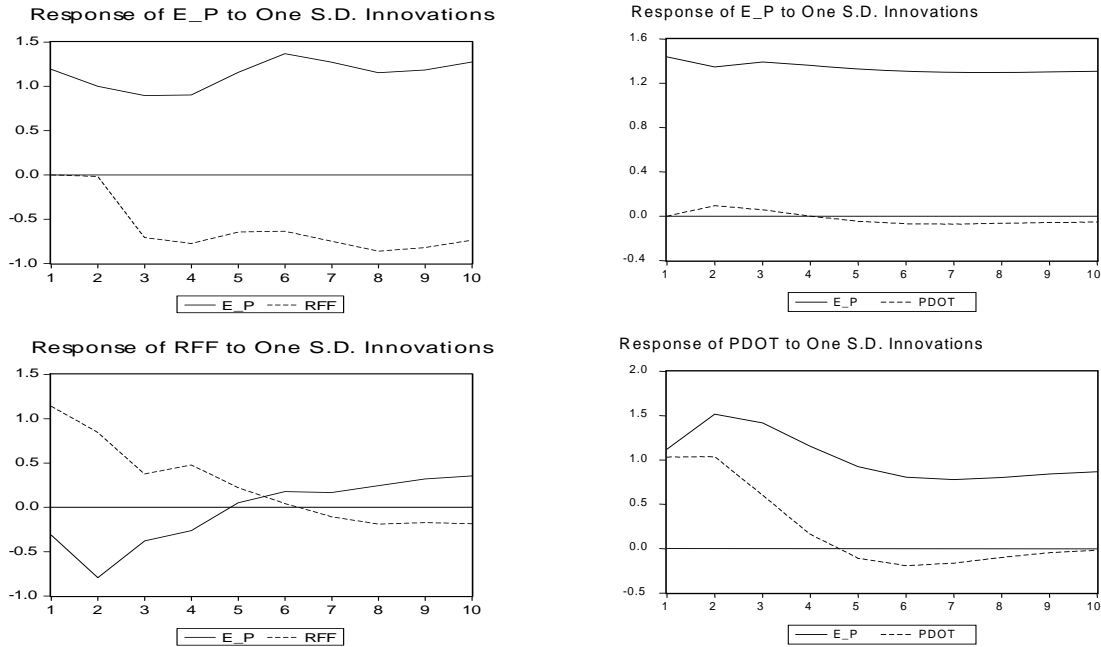 Response of E_P to One S.D. Innovations
1.5
1.0
0.5
0.0
-0.5
-1.0
1 2 3 4 5 6 7 8 9 10
E_P RFF
Response of E_P to One S.D. Innovations
1.6
1.2
0.8
0.4
0.0
-0.4
1 2 3 4 5 6 7 8 9 10
E_P PDOT
Response of RFF to One S.D. Innovations
1.5
1.0
0.5
0.0
-0.5
-1.0
1 2 3 4 5 6 7 8 9 10
E_P RFF
Response of PDOT to One S.D. Innovations
2.0
1.5
1.0
0.5
0.0
-0.5
1 2 3 4 5 6 7 8 9 10
E_P PDOT